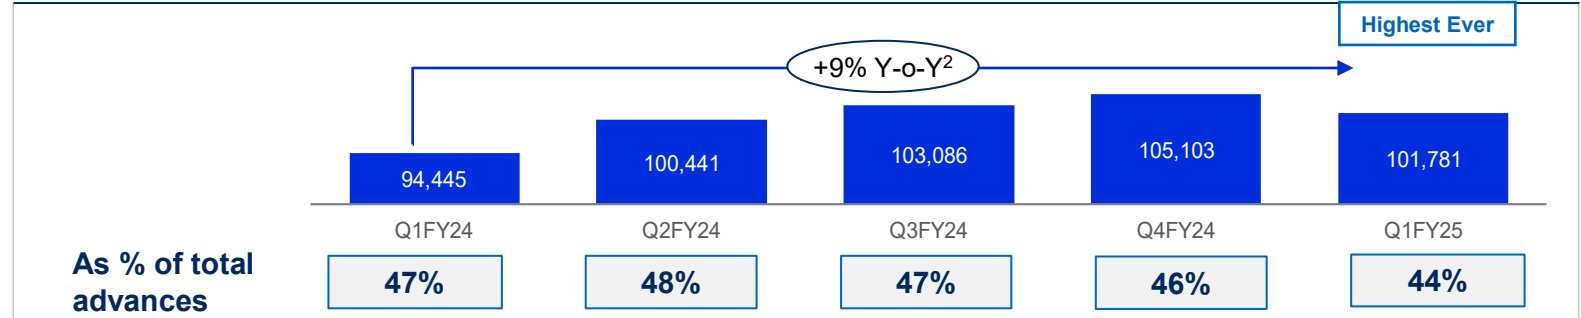 Highest Ever
+9% Y-o-Y²
94,445
100,441
103,086
105,103
101,781
Q1FY24
Q2FY24
Q3FY24
Q4FY24
Q1FY25
As % of total
advances
47%
48%
47%
46%
44%